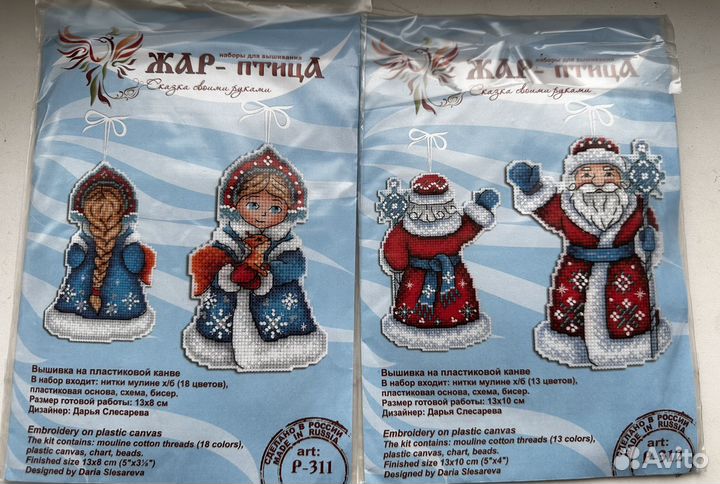 наборы для вышивания
ЖАР-ПТИЦА
Сказка своими руками
Вышивка на пластиковой канве
В набор входит: нитки мулине х/б (18 цветов),
пластиковая основа, схема, бисер.
Размер готовой работы: 13х8 см
Дизайнер: Дарья Слесарева
Embroidery on plastic canvas
The kit contains: mouline cotton threads (18 colors),
plastic canvas, chart, beads.
Finished size 13x8 cm (5"x3½")
Designed by Daria Slesareva
СДЕЛАНО В РОССИИ
MADE IN RUSSIA
art:
Р-311
наборы для вышивания
ЖАР-ПТИЦА
Сказка своими руками
Вышивка на пластиковой канве
В набор входит: нитки мулине х/б (13 цветов),
пластиковая основа, схема, бисер.
Размер готовой работы: 13х10 см
Дизайнер: Дарья Слесарева
Embroidery on plastic canvas
The kit contains: mouline cotton threads (13 colors),
plastic canvas, chart, beads.
Finished size 13x10 cm (5"x4")
Designed by Daria Slesareva
СДЕЛАНО В РОССИИ
MADE IN RUSSIA
art:
Avito